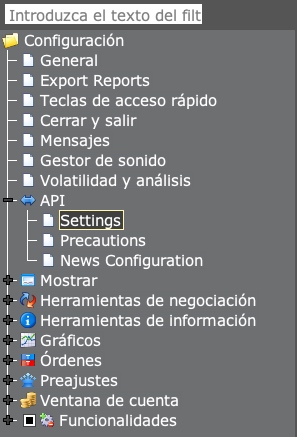 Introduzca el texto del filt
Configuración
General
Export Reports
Teclas de acceso rápido
Cerrar y salir
Mensajes
Gestor de sonido
Volatilidad y análisis
API
Settings
Precautions
News Configuration
Mostrar
Herramientas de negociación
Herramientas de información
Gráficos
Órdenes
Preajustes
Ventana de cuenta
Funcionalidades